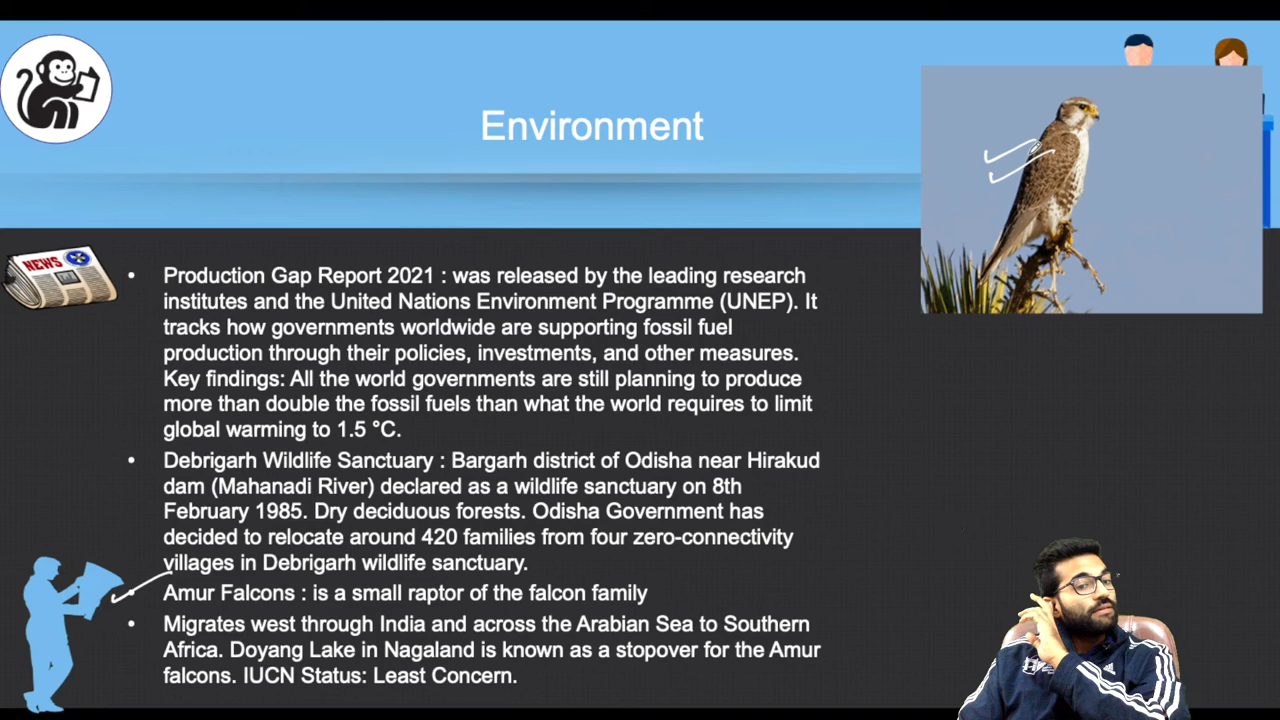 Environment
NEWS
Production Gap Report 2021 : was released by the leading research
institutes and the United Nations Environment Programme (UNEP). It
tracks how governments worldwide are supporting fossil fuel
production through their policies, investments, and other measures.
Key findings: All the world governments are still planning to produce
more than double the fossil fuels than what the world requires to limit
global warming to 1.5 °C.
Debrigarh Wildlife Sanctuary : Bargarh district of Odisha near Hirakud
dam (Mahanadi River) declared as a wildlife sanctuary on 8th
February 1985. Dry deciduous forests. Odisha Government has
decided to relocate around 420 families from four zero-connectivity
villages in Debrigarh wildlife sanctuary.
Amur Falcons : is a small raptor of the falcon family
Migrates west through India and across the Arabian Sea to Southern
Africa. Doyang Lake in Nagaland is known as a stopover for the Amur
falcons. IUCN Status: Least Concern.